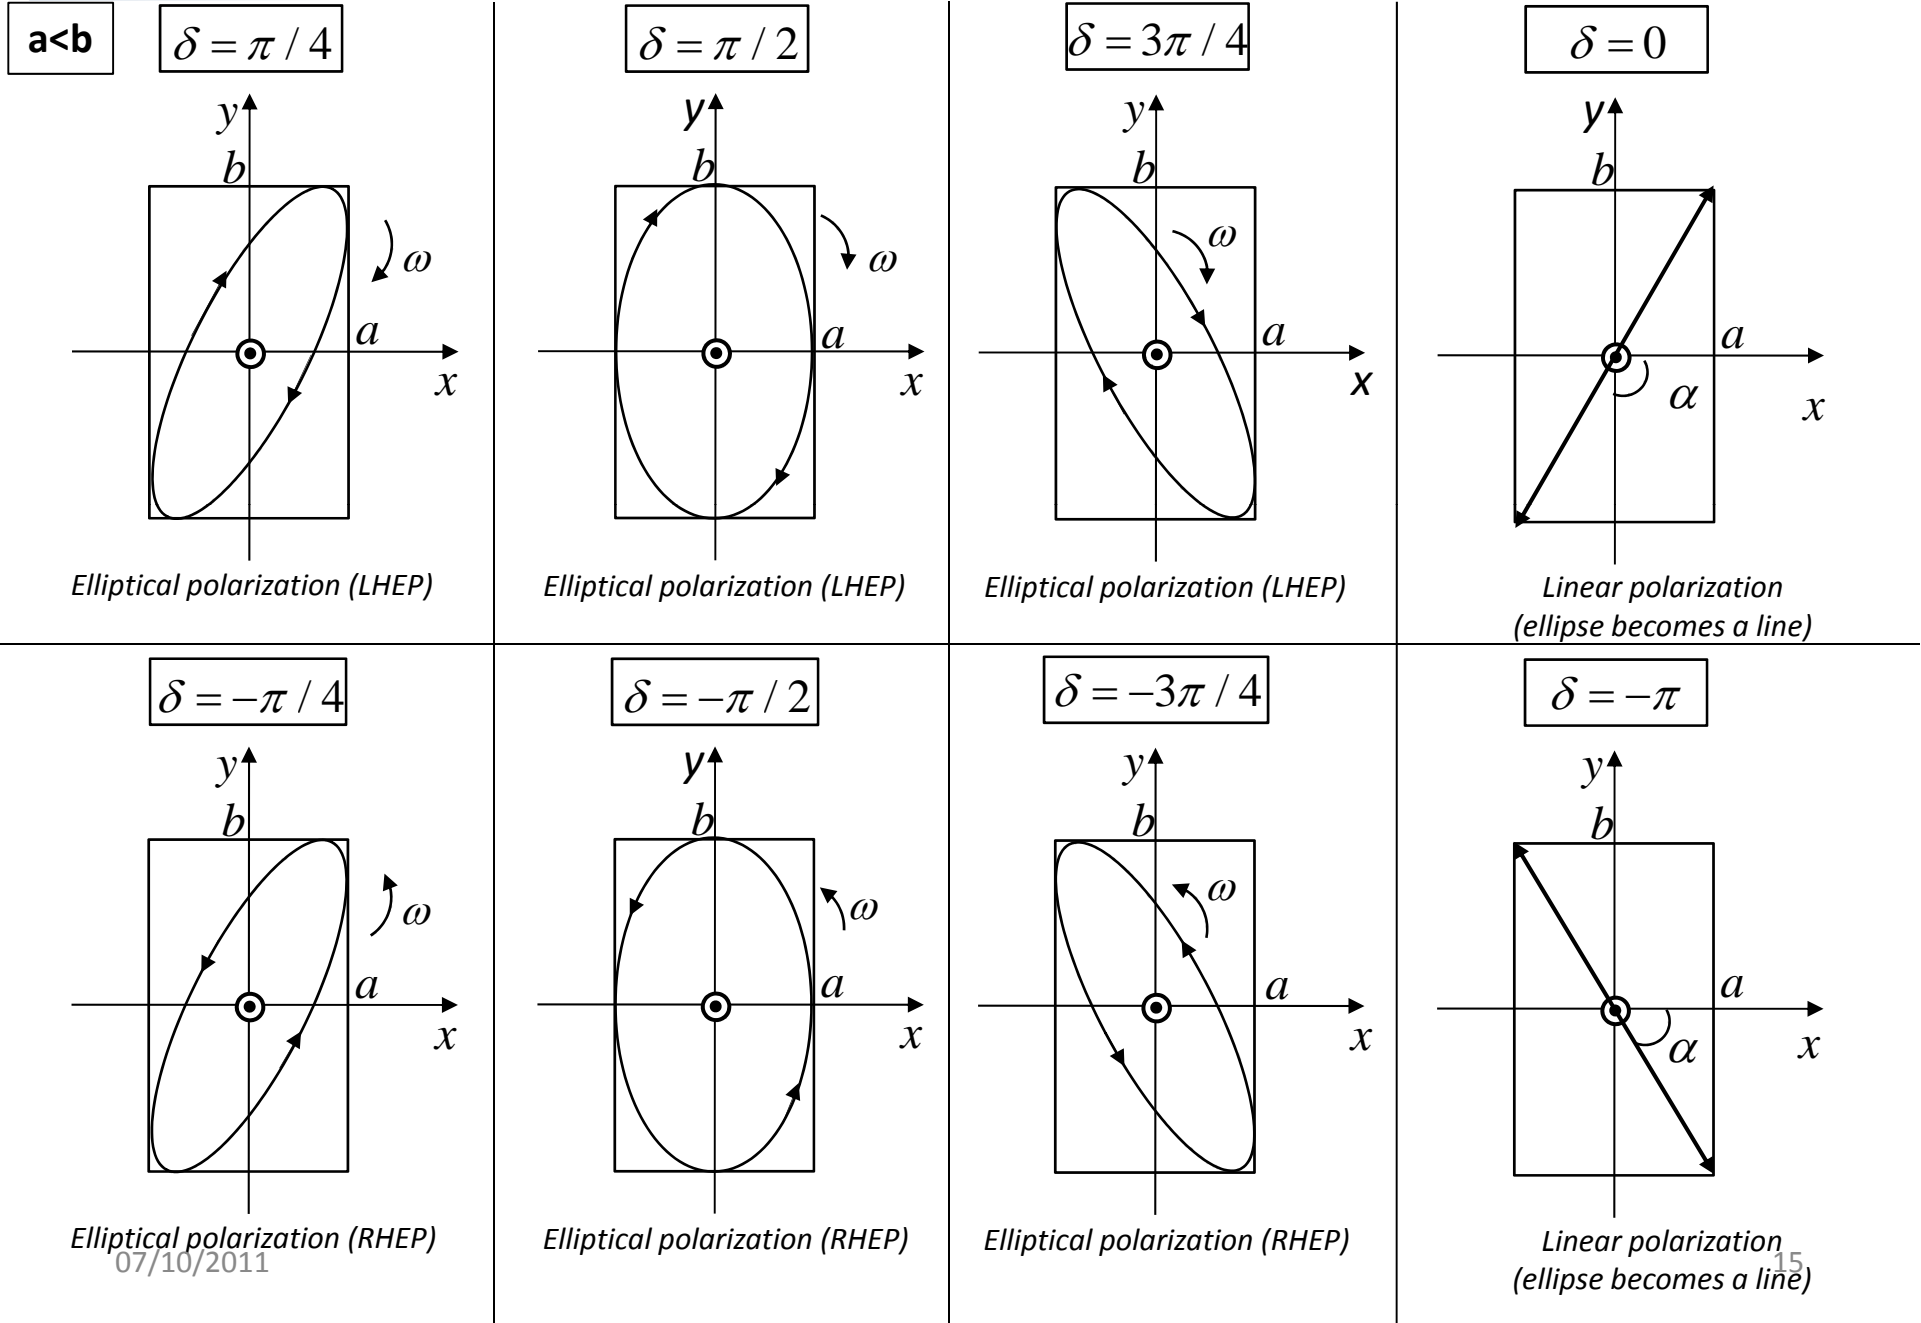 a<b
δ = π / 4
y
b
ω
a
x
Elliptical polarization (LHEP)
δ = π / 2
y
b
ω
a
x
Elliptical polarization (LHEP)
δ = 3π / 4
y
b
ω
a
x
Elliptical polarization (LHEP)
δ = 0
y
b
a
α
x
Linear polarization
(ellipse becomes a line)
δ = −π / 4
y
b
ω
a
x
Elliptical polarization (RHEP)
δ = −π / 2
y
b
ω
a
x
Elliptical polarization (RHEP)
δ = −3π / 4
y
b
ω
a
x
Elliptical polarization (RHEP)
δ = −π
y
b
a
α
x
Linear polarization
(ellipse becomes a line)
07/10/2011
15